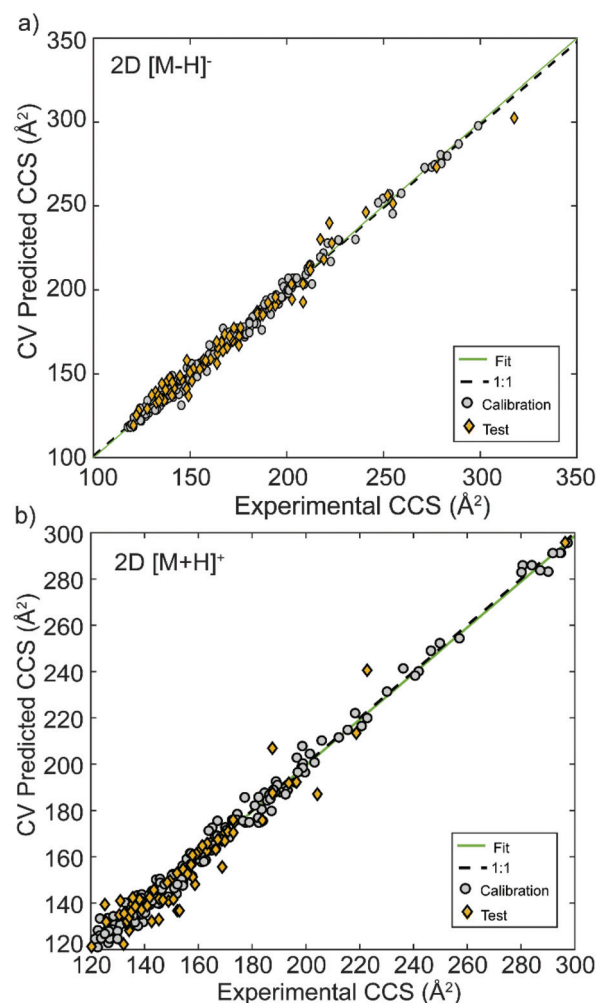 a)
2D [M-H]⁻
CV Predicted CCS (Å²)
350
300
250
200
150
100
Fit
1:1
Calibration
Test
100 150 200 250 300 350
Experimental CCS (Å²)
b)
2D [M+H]⁺
CV Predicted CCS (Å²)
300
280
260
240
220
200
180
160
140
120
Fit
1:1
Calibration
Test
120 140 160 180 200 220 240 260 280 300
Experimental CCS (Å²)